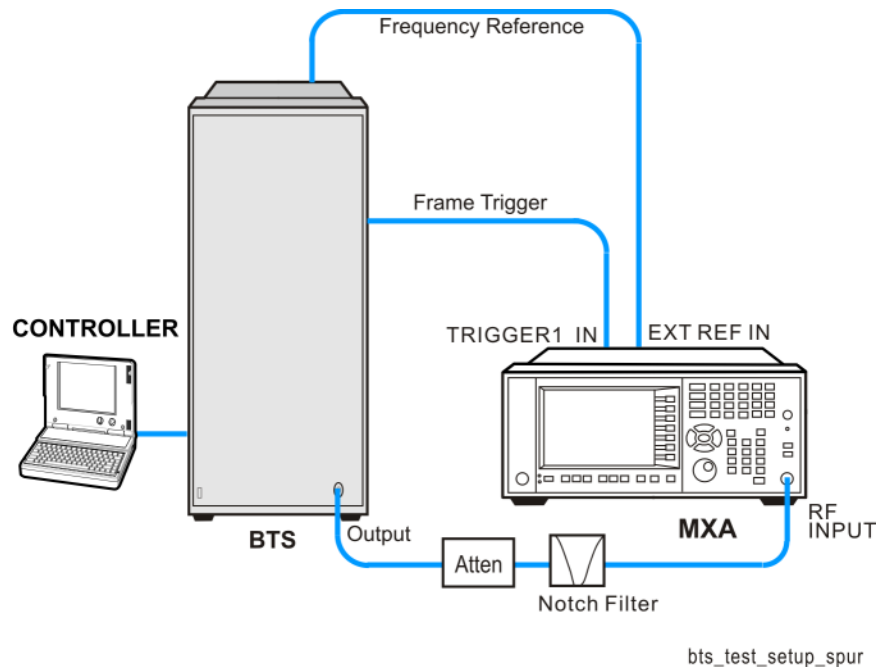 Frequency Reference
Frame Trigger
CONTROLLER
TRIGGER1 IN
EXT REF IN
BTS
Output
Atten
Notch Filter
MXA
RF
INPUT
bts_test_setup_spur